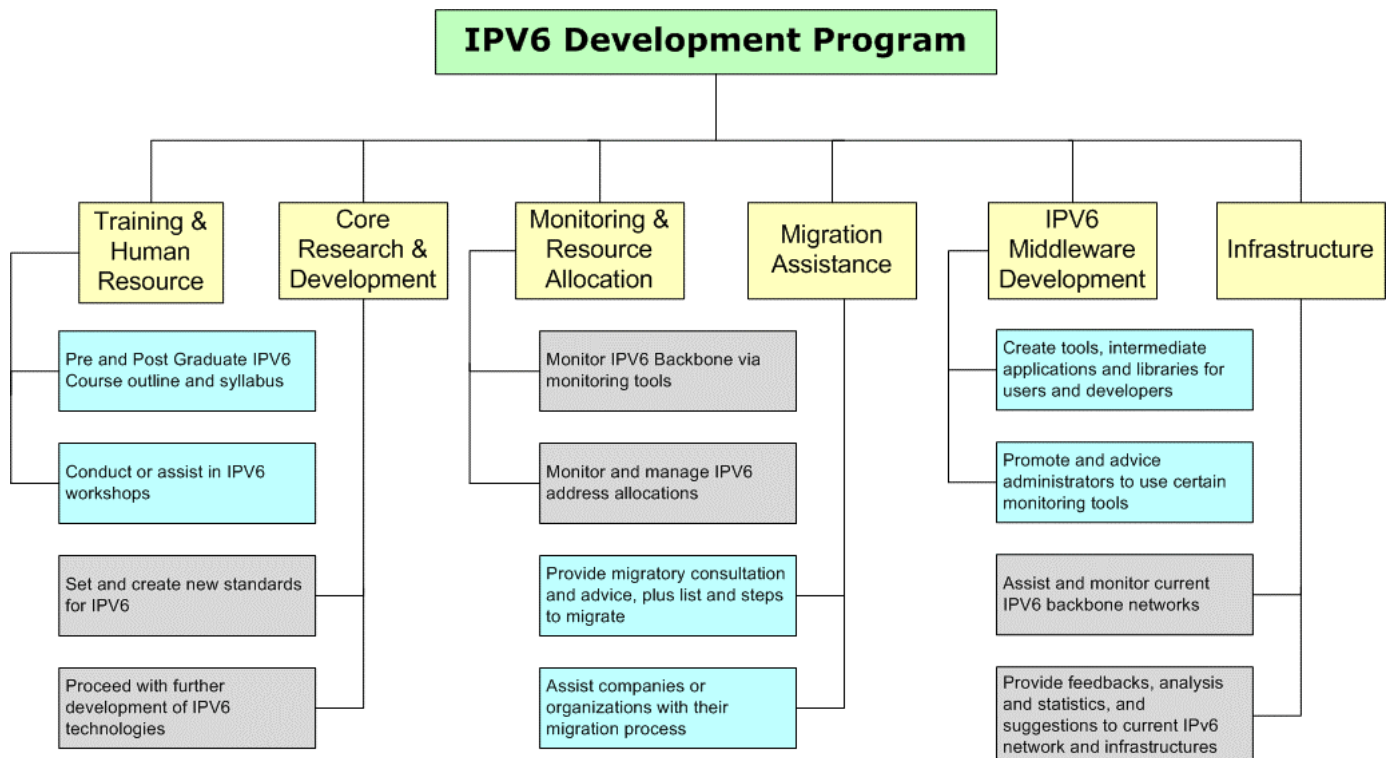 IPV6 Development Program
Training &
Human
Resource
Core
Research &
Development
Monitoring &
Resource
Allocation
Migration
Assistance
IPV6
Middleware
Development
Infrastructure
Pre and Post Graduate IPV6
Course outline and syllabus
Conduct or assist in IPV6
workshops
Set and create new standards
for IPV6
Proceed with further
development of IPV6
technologies
Monitor IPV6 Backbone via
monitoring tools
Monitor and manage IPV6
address allocations
Provide migratory consultation
and advice, plus list and steps
to migrate
Assist companies or
organizations with their
migration process
Create tools, intermediate
applications and libraries for
users and developers
Promote and advice
administrators to use certain
monitoring tools
Assist and monitor current
IPV6 backbone networks
Provide feedbacks, analysis
and statistics, and
suggestions to current IPv6
network and infrastructures